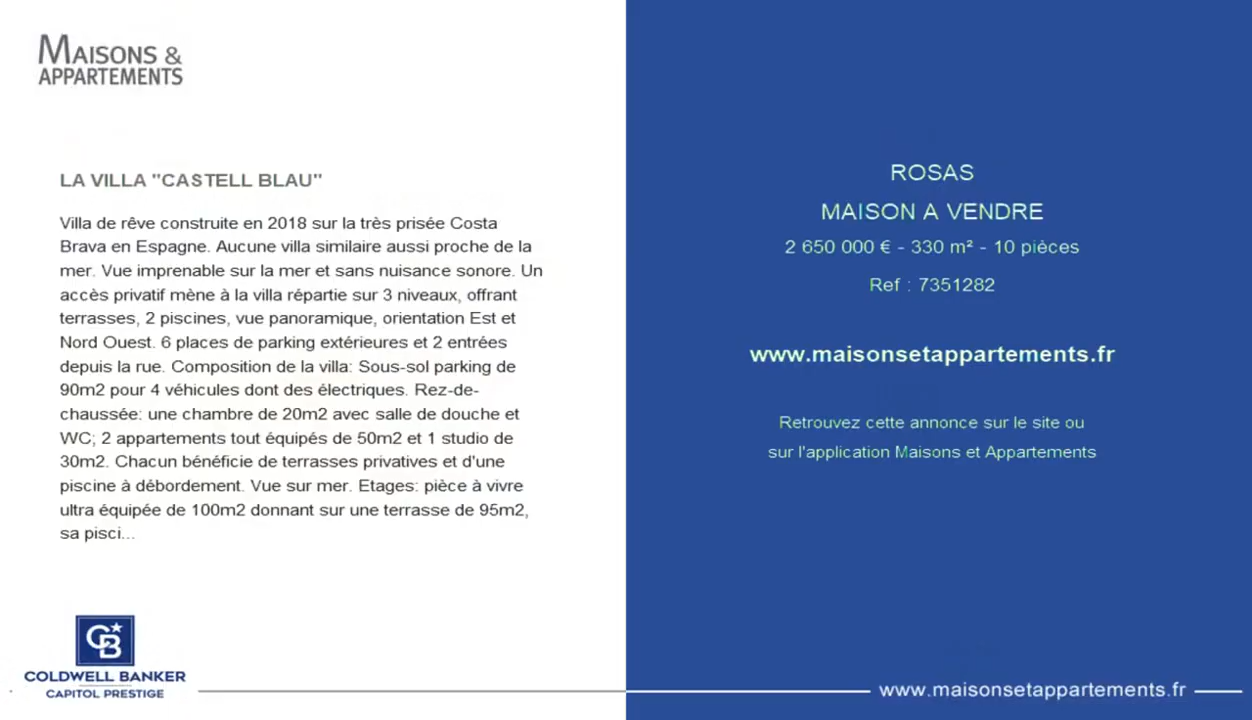 MAISONS &
APPARTEMENTS
LA VILLA "CASTELL BLAU"
Villa de rêve construite en 2018 sur la très prisée Costa
Brava en Espagne. Aucune villa similaire aussi proche de la
mer. Vue imprenable sur la mer et sans nuisance sonore. Un
accès privatif mène à la villa répartie sur 3 niveaux, offrant
terrasses, 2 piscines, vue panoramique, orientation Est et
Nord Ouest. 6 places de parking extérieures et 2 entrées
depuis la rue. Composition de la villa: Sous-sol parking de
90m2 pour 4 véhicules dont des électriques. Rez-de-
chaussée: une chambre de 20m2 avec salle de douche et
WC; 2 appartements tout équipés de 50m2 et 1 studio de
30m2. Chacun bénéficie de terrasses privatives et d'une
piscine à débordement. Vue sur mer. Etages: pièce à vivre
ultra équipée de 100m2 donnant sur une terrasse de 95m2,
sa pisci...
CB
COLDWELL BANKER
CAPITOL PRESTIGE
ROSAS
MAISON A VENDRE
2 650 000 € - 330 m² - 10 pièces
Ref : 7351282
www.maisonsetappartements.fr
Retrouvez cette annonce sur le site ou
sur l'application Maisons et Appartements
www.maisonsetappartements.fr